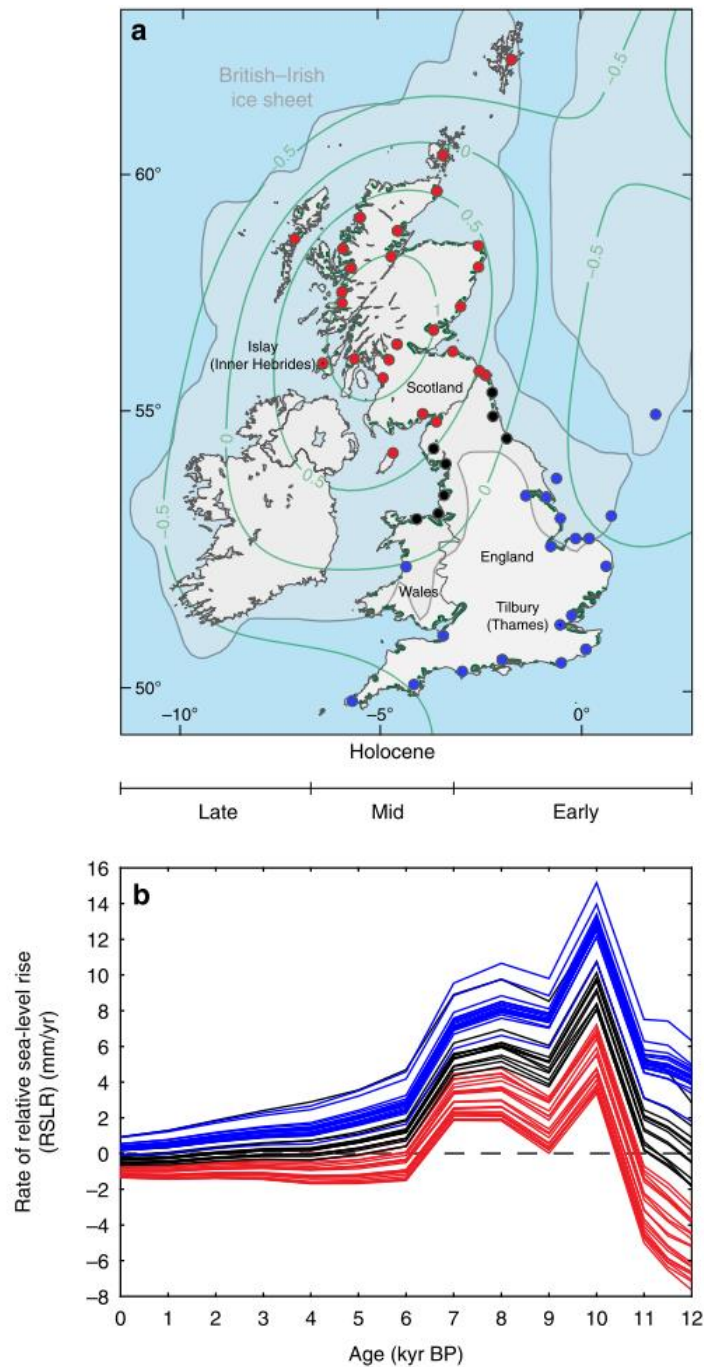 a
British–Irish
ice sheet
−0.5
−0.5
0.0
60°
0.5
−0.5
1
Islay
(Inner Hebrides)
Scotland
55°
0
0.5
0
−0.5
England
Wales
Tilbury
(Thames)
50°
−10°
−5°
0°
Holocene
Late
Mid
Early
b
Rate of relative sea-level rise
(RSLR) (mm/yr)
16
14
12
10
8
6
4
2
0
−2
−4
−6
−8
0 1 2 3 4 5 6 7 8 9 10 11 12
Age (kyr BP)